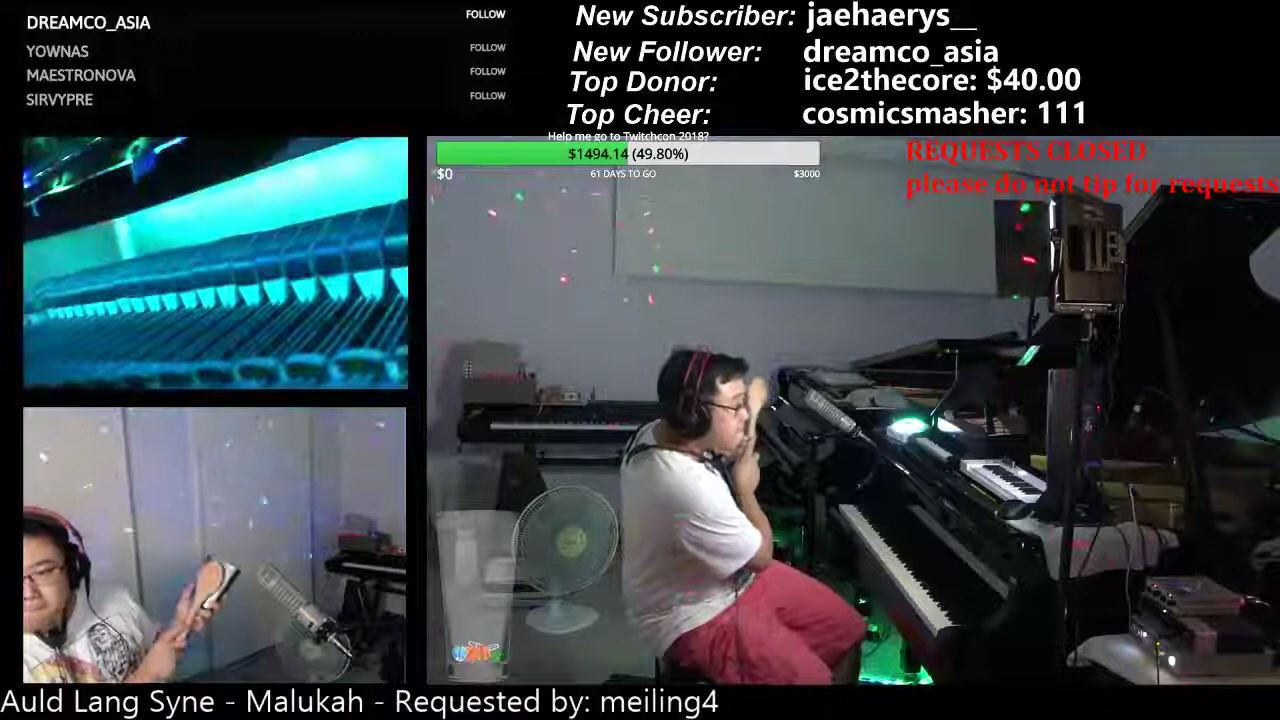 DREAMCO_ASIA FOLLOW
YOWNAS FOLLOW
MAESTRONOVA FOLLOW
SIRVYPRE FOLLOW
New Subscriber: jaehaerys__
New Follower: dreamco_asia
Top Donor: ice2thecore: $40.00
Top Cheer: cosmicsmasher: 111
Help me go to Twitchcon 2018?
$1494.14 (49.80%)
$0 61 DAYS TO GO $3000
REQUESTS CLOSED
please do not tip for requests
Auld Lang Syne - Malukah - Requested by: meiling4